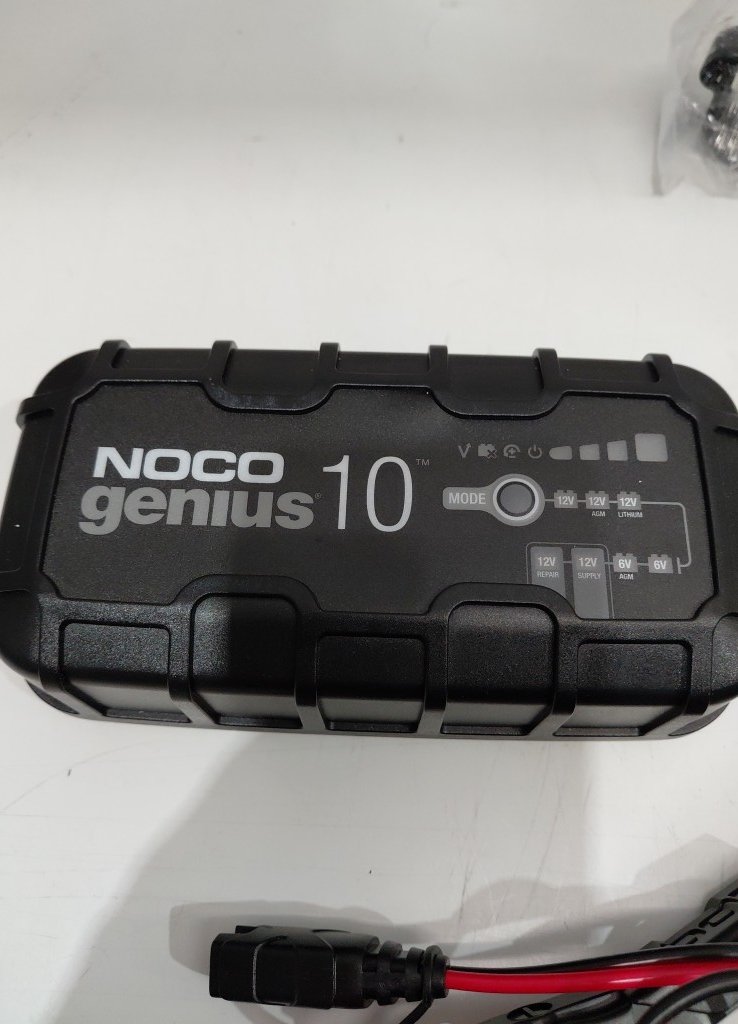 NOCO
genius® 10™
MODE
12V
12V
AGM
12V
LITHIUM
12V
REPAIR
12V
SUPPLY
6V
AGM
6V